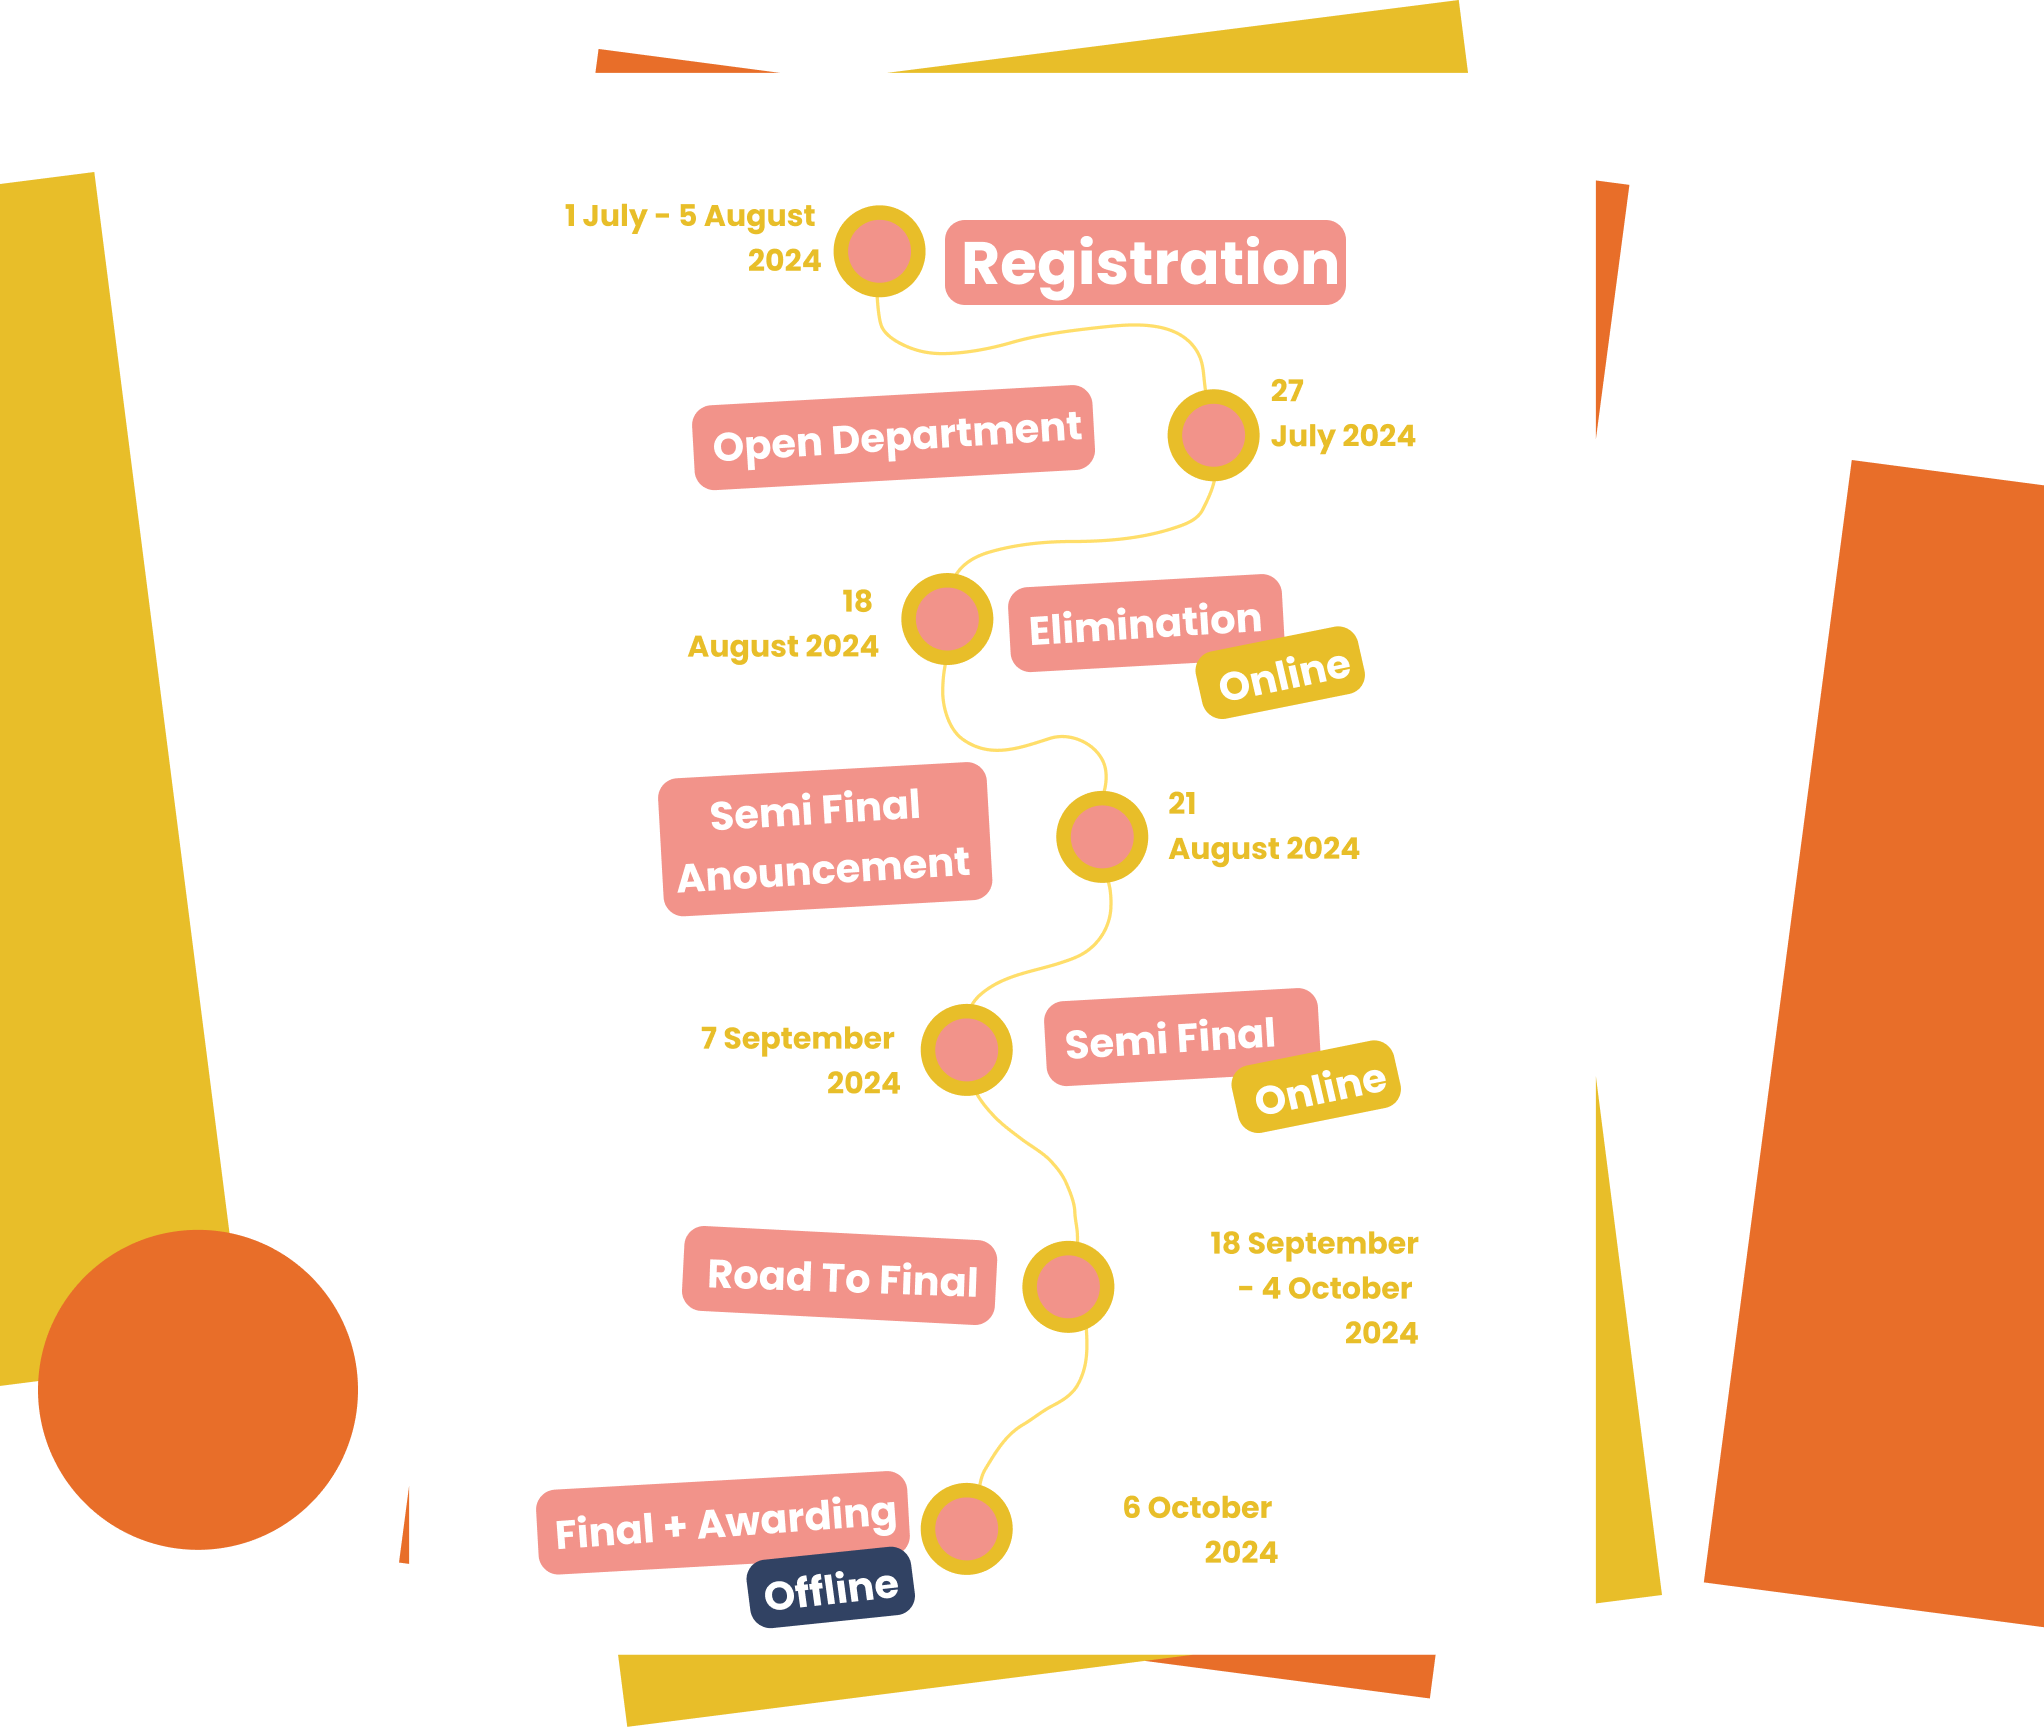 1 July - 5 August
2024
Registration
Open Department
27
July 2024
18
August 2024
Elimination
Online
Semi Final
Anouncement
21
August 2024
7 September
2024
Semi Final
Online
Road To Final
18 September
- 4 October
2024
Final + Awarding
Offline
6 October
2024